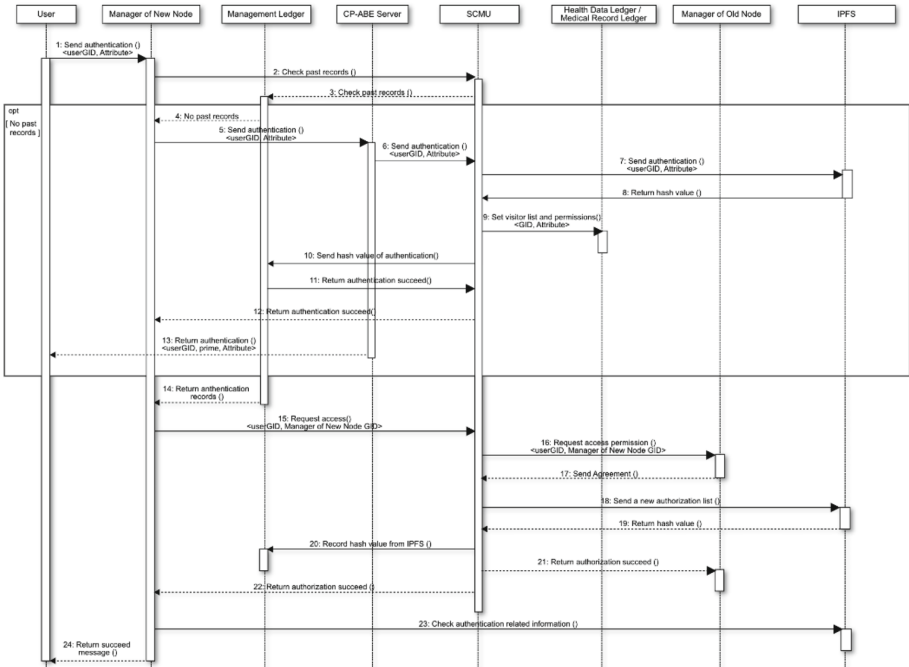 User
Manager of New Node
Management Ledger
CP-ABE Server
SCMU
Health Data Ledger /
Medical Record Ledger
Manager of Old Node
IPFS
1: Send authentication ()
<userGID, Attribute>
2: Check past records ()
3: Check past records ()
opt
[ No past
records ]
4: No past records
5: Send authentication ()
<userGID, Attribute>
6: Send authentication ()
<userGID, Attribute>
7: Send authentication ()
<userGID, Attribute>
8: Return hash value ()
9: Set visitor list and permissions()
<GID, Attribute>
10: Send hash value of authentication()
11: Return authentication succeed()
12: Return authentication succeed()
13: Return authentication ()
<userGID, prime, Attribute>
14: Return anthentication
records ()
15: Request access()
<userGID, Manager of New Node GID>
16: Request access permission ()
<userGID, Manager of New Node GID>
17: Send Agreement ()
18: Send a new authorization list ()
19: Return hash value ()
20: Record hash value from IPFS ()
21: Return authorization succeed ()
22: Return authorization succeed ()
23: Check authentication related information ()
24: Return succeed
message ()